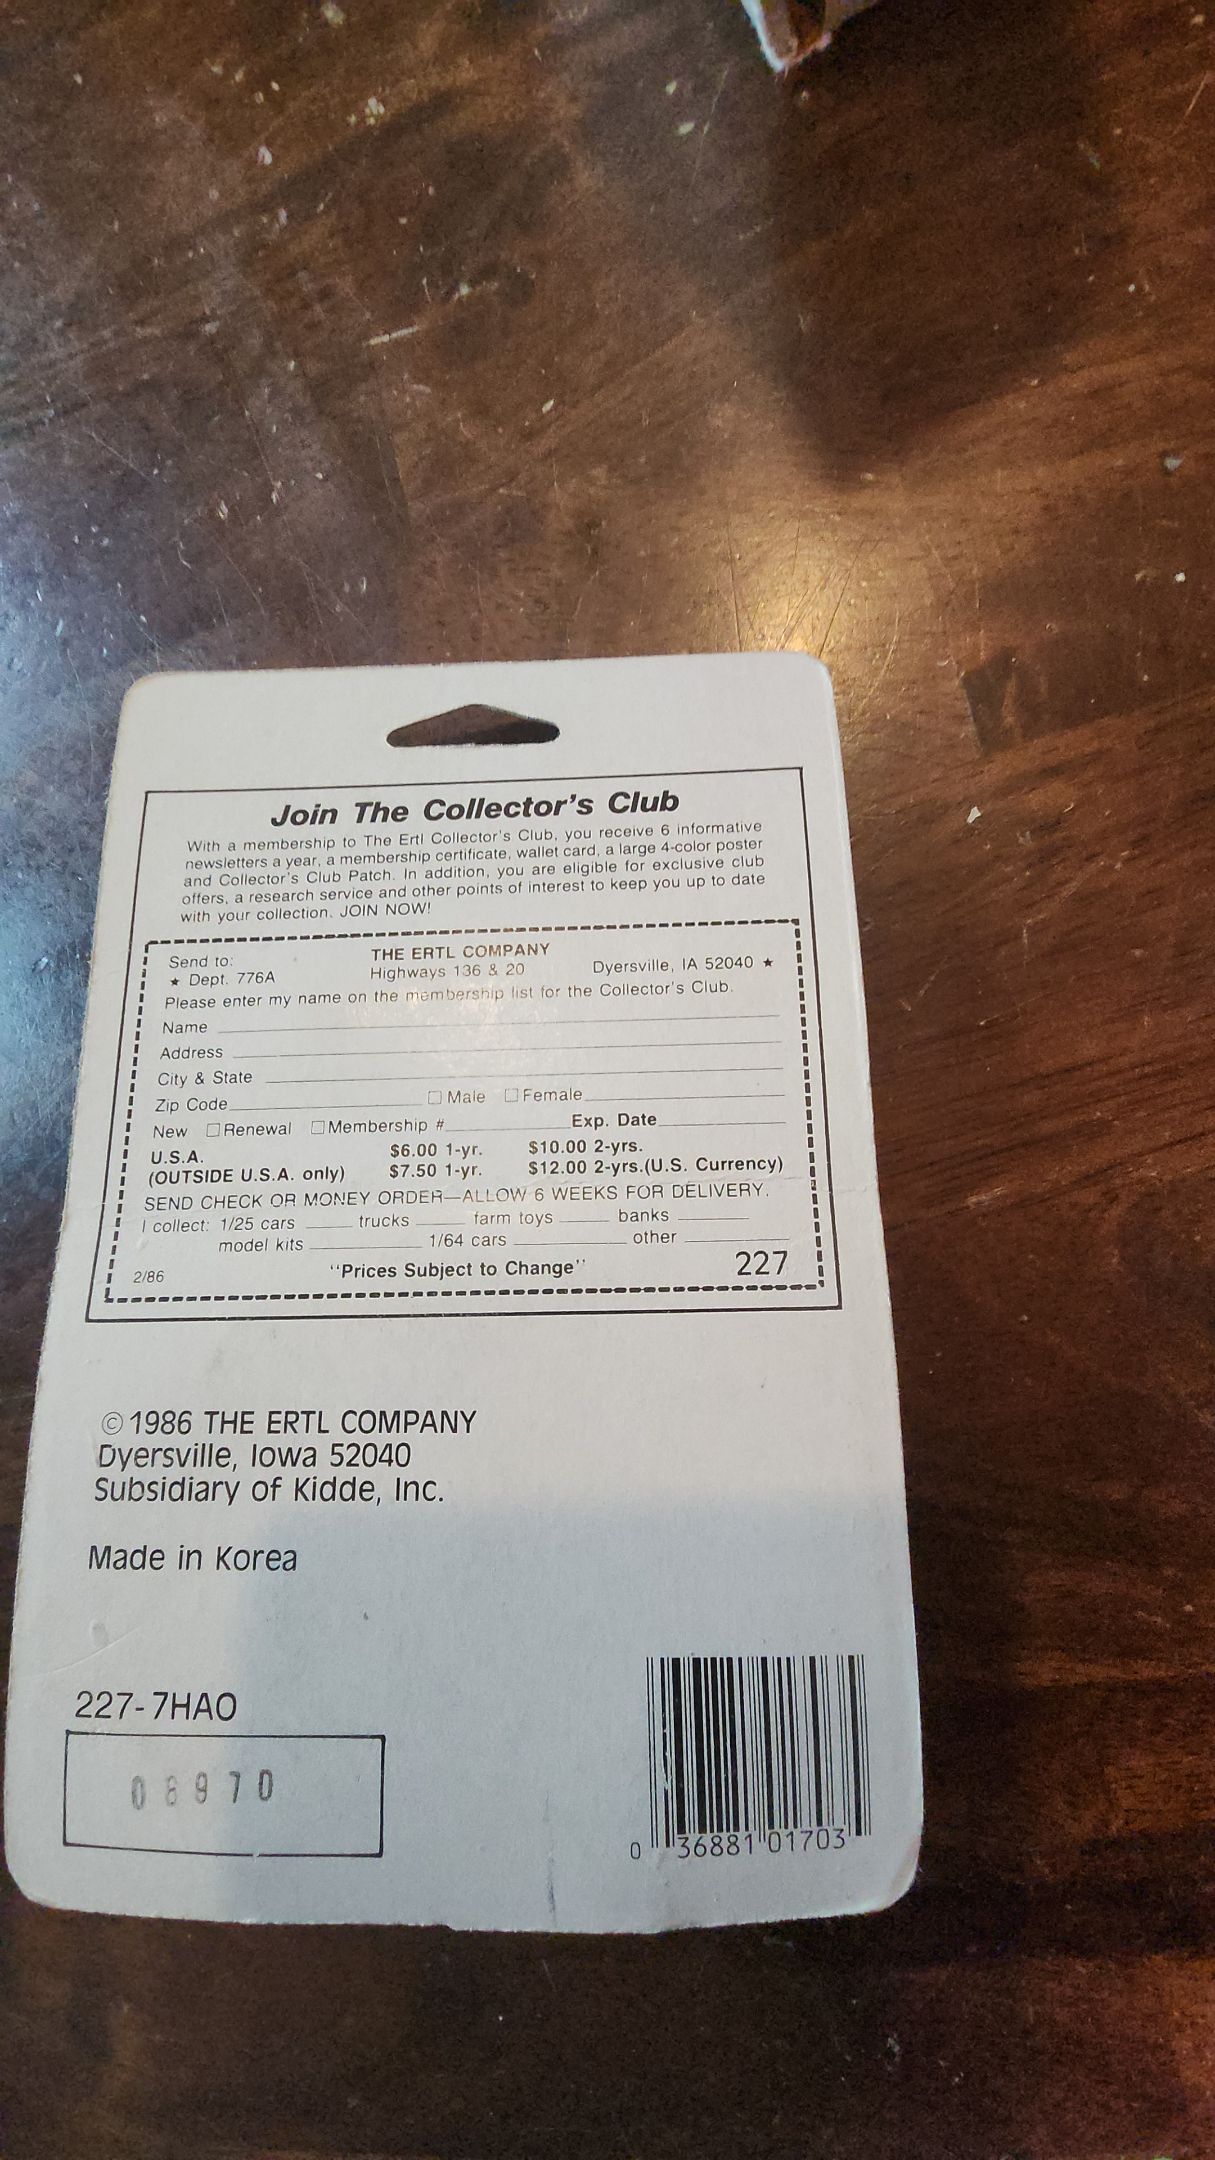 Join The Collector's Club
With a membership to The Ertl Collector's Club, you receive 6 informative
newsletters a year, a membership certificate, wallet card, a large 4-color poster
and Collector's Club Patch. In addition, you are eligible for exclusive club
offers, a research service and other points of interest to keep you up to date
with your collection. JOIN NOW!
Send to: THE ERTL COMPANY
★ Dept. 776A Highways 136 & 20 Dyersville, IA 52040 ★
Please enter my name on the membership list for the Collector's Club.
Name
Address
City & State
Zip Code □ Male □ Female
New □ Renewal □ Membership # Exp. Date
U.S.A. $6.00 1-yr. $10.00 2-yrs.
(OUTSIDE U.S.A. only) $7.50 1-yr. $12.00 2-yrs.(U.S. Currency)
SEND CHECK OR MONEY ORDER—ALLOW 6 WEEKS FOR DELIVERY.
I collect: 1/25 cars trucks farm toys banks
model kits 1/64 cars other
2/86 "Prices Subject to Change" 227
© 1986 THE ERTL COMPANY
Dyersville, Iowa 52040
Subsidiary of Kidde, Inc.
Made in Korea
227-7HAO
08970
0 36881 01703